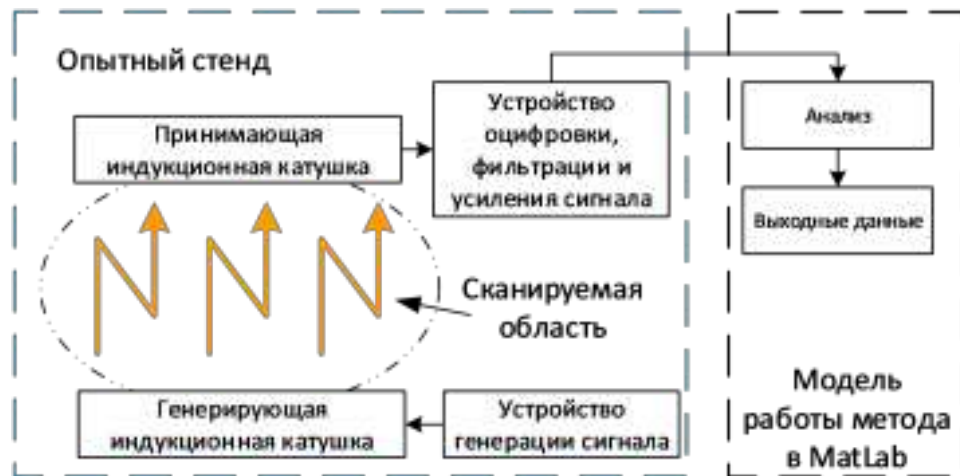 Опытный стенд
Принимающая
индукционная катушка
Устройство
оцифровки,
фильтрации и
усиления сигнала
Анализ
Выходные данные
Сканируемая
область
Генерирующая
индукционная катушка
Устройство
генерации сигнала
Модель
работы метода
в MatLab